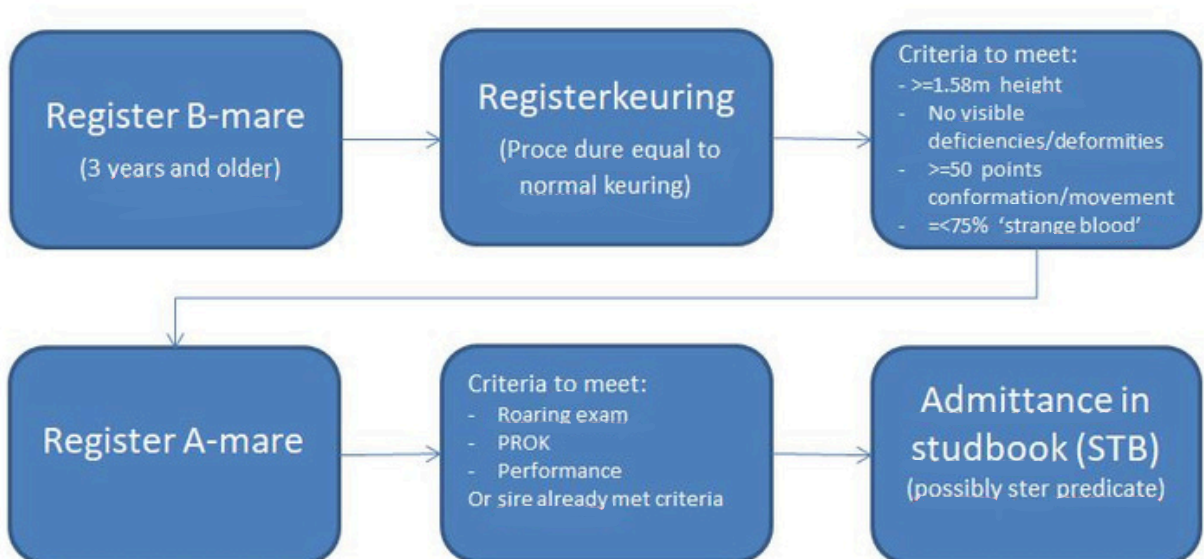 Register B-mare
(3 years and older)
Registerkeuring
(Proce dure equal to
normal keuring)
Criteria to meet:
- >=1.58m height
- No visible
deficiencies/deformities
- >=50 points
conformation/movement
- =<75% ‘strange blood’
Register A-mare
Criteria to meet:
- Roaring exam
- PROK
- Performance
Or sire already met criteria
Admittance in
studbook (STB)
(possibly ster predicate)